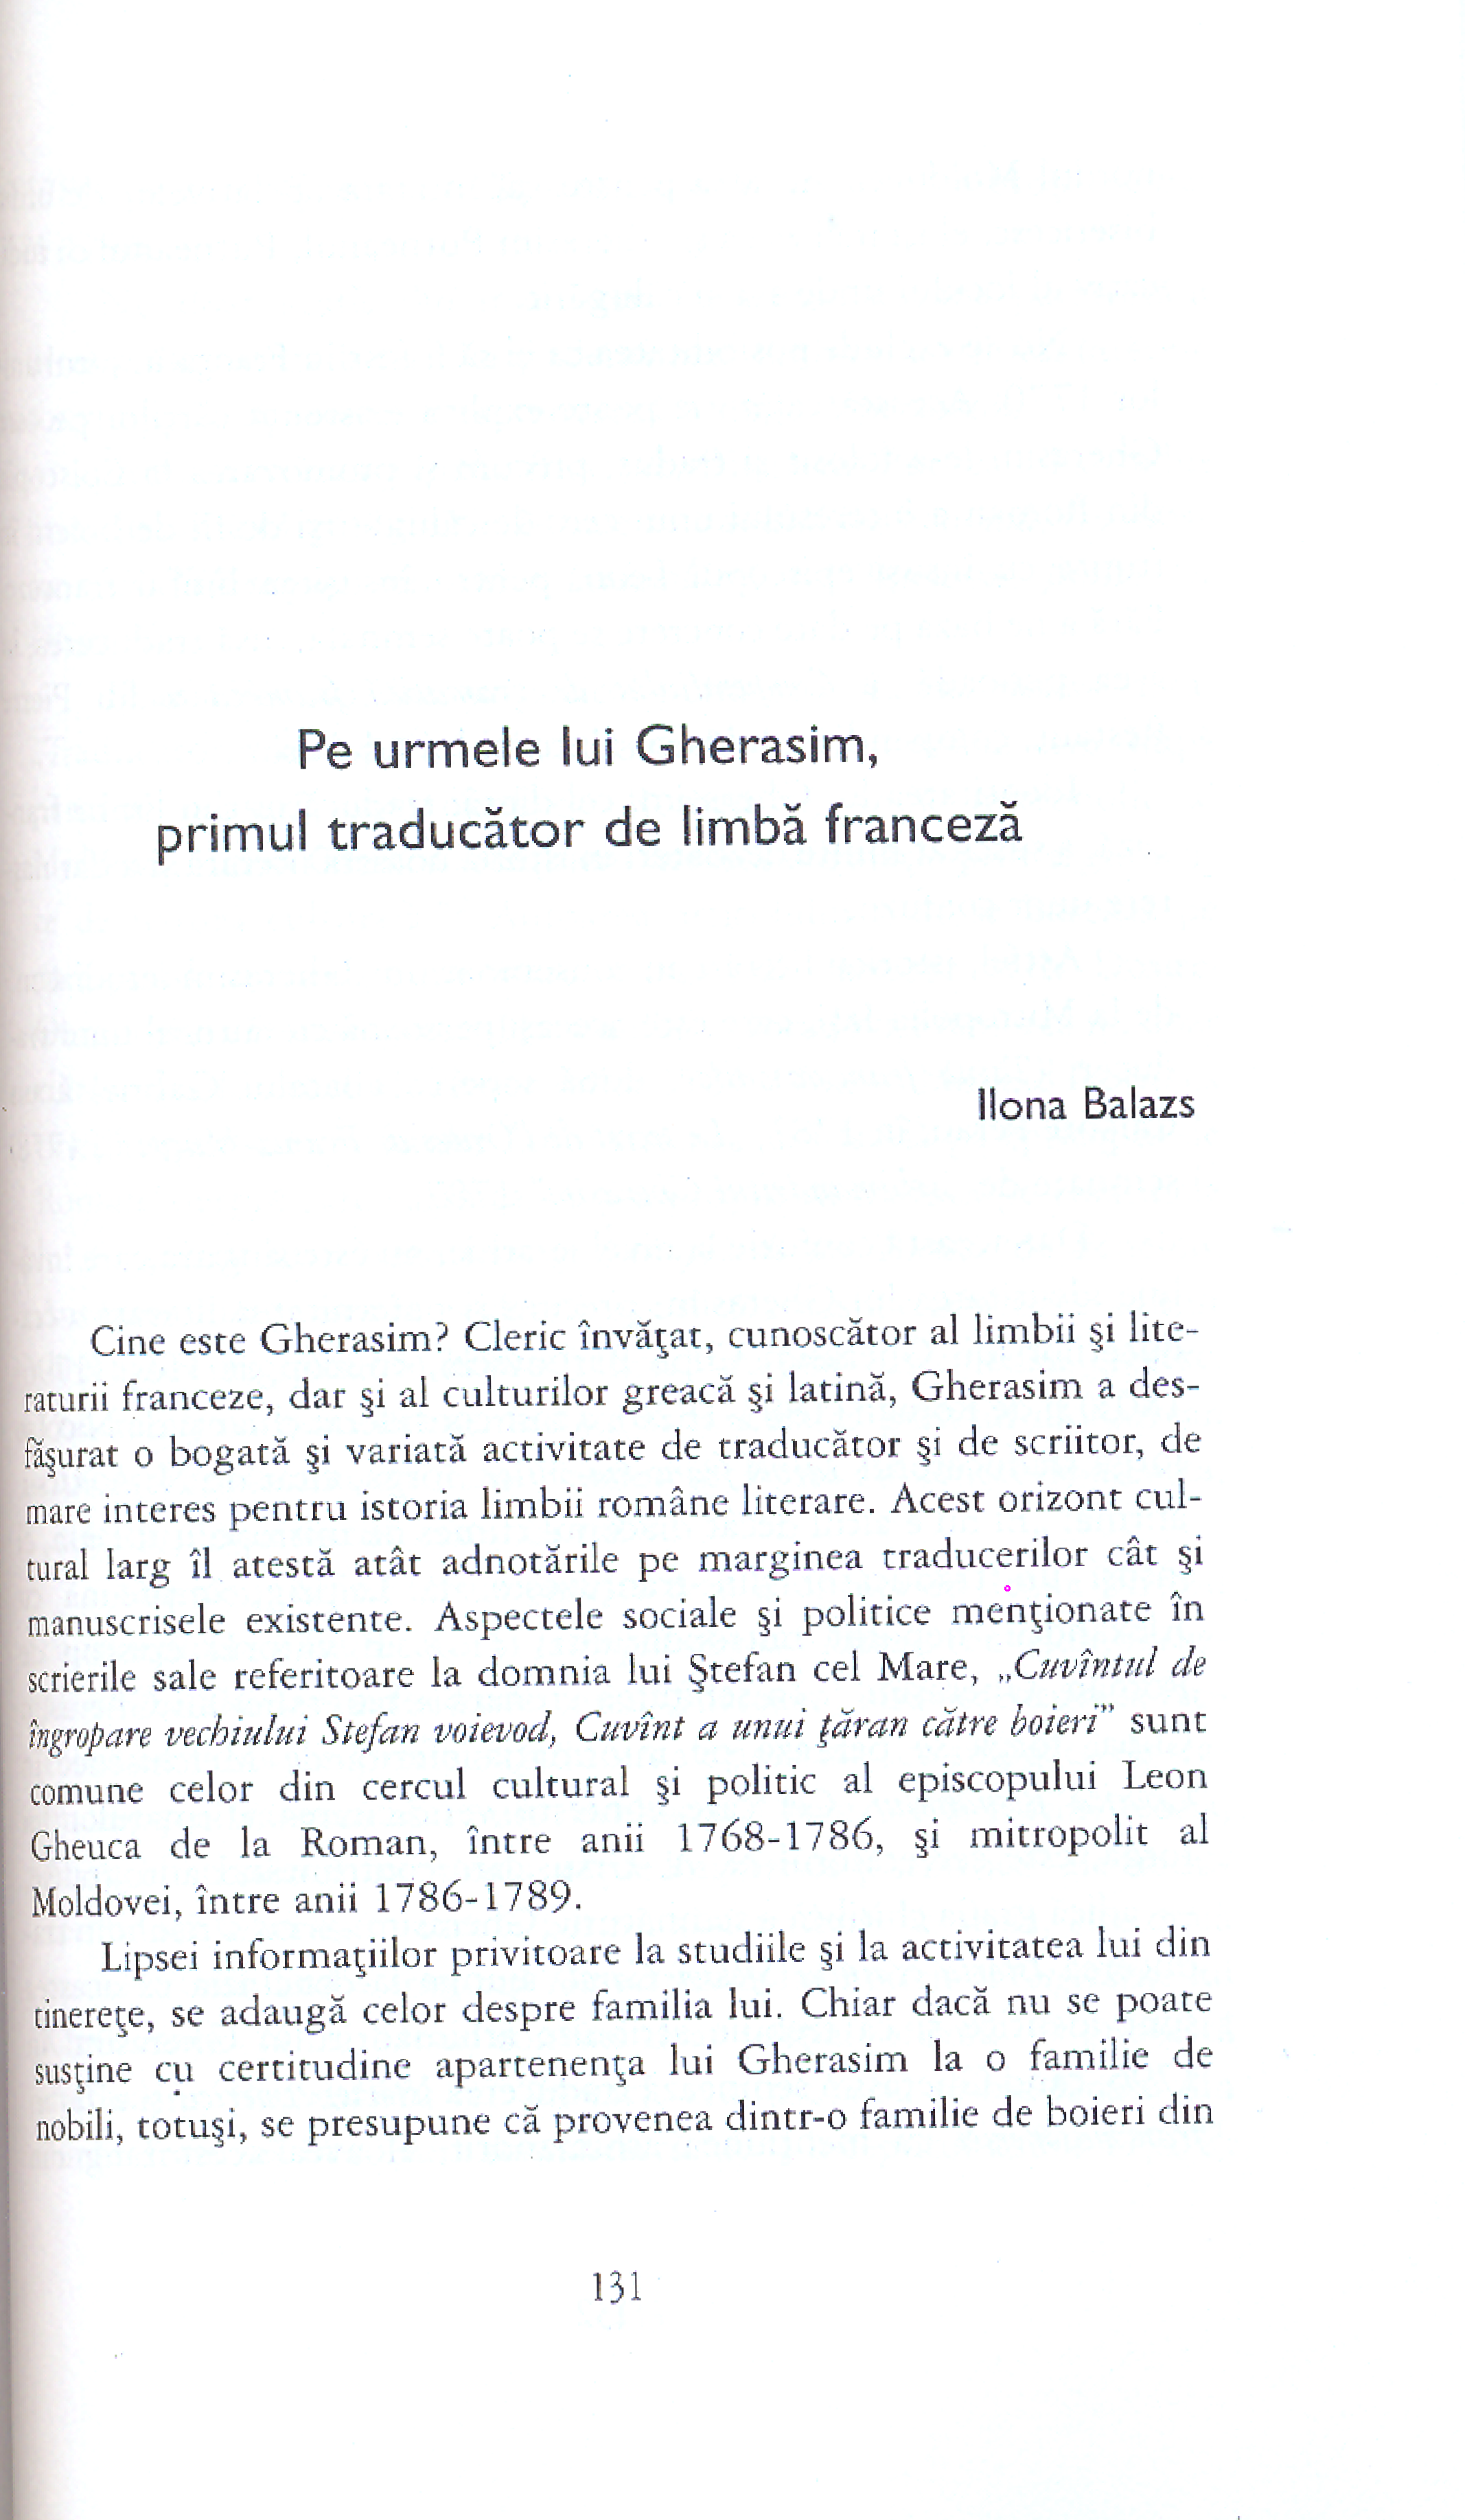 Pe urmele lui Gherasim,
primul traducător de limbă franceză
Ilona Balazs
Cine este Gherasim? Cleric învăţat, cunoscător al limbii şi lite-
raturii franceze, dar şi al culturilor greacă şi latină, Gherasim a des-
făşurat o bogată şi variată activitate de traducător şi de scriitor, de
mare interes pentru istoria limbii române literare. Acest orizont cul-
tural larg îl atestă atât adnotările pe marginea traducerilor cât şi
manuscrisele existente. Aspectele sociale şi politice menţionate în
scrierile sale referitoare la domnia lui Ştefan cel Mare, „Cuvîntul de
îngropare vechiului Stefan voievod, Cuvînt a unui ţăran către boieri” sunt
comune celor din cercul cultural şi politic al episcopului Leon
Gheuca de la Roman, între anii 1768-1786, şi mitropolit al
Moldovei, între anii 1786-1789.
Lipsei informaţiilor privitoare la studiile şi la activitatea lui din
tinereţe, se adaugă celor despre familia lui. Chiar dacă nu se poate
susţine cu certitudine apartenenţa lui Gherasim la o familie de
nobili, totuşi, se presupune că provenea dintr-o familie de boieri din
131